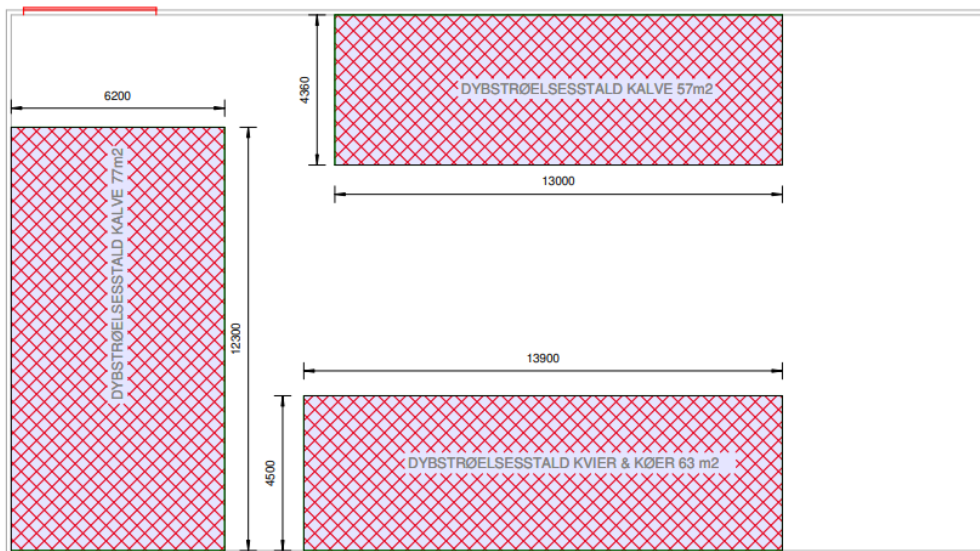 6200
DYBSTRØELSESSTALD KALVE 77m2
12300
4360
DYBSTRØELSESSTALD KALVE 57m2
13000
13900
4500
DYBSTRØELSESSTALD KVIER & KØER 63 m2